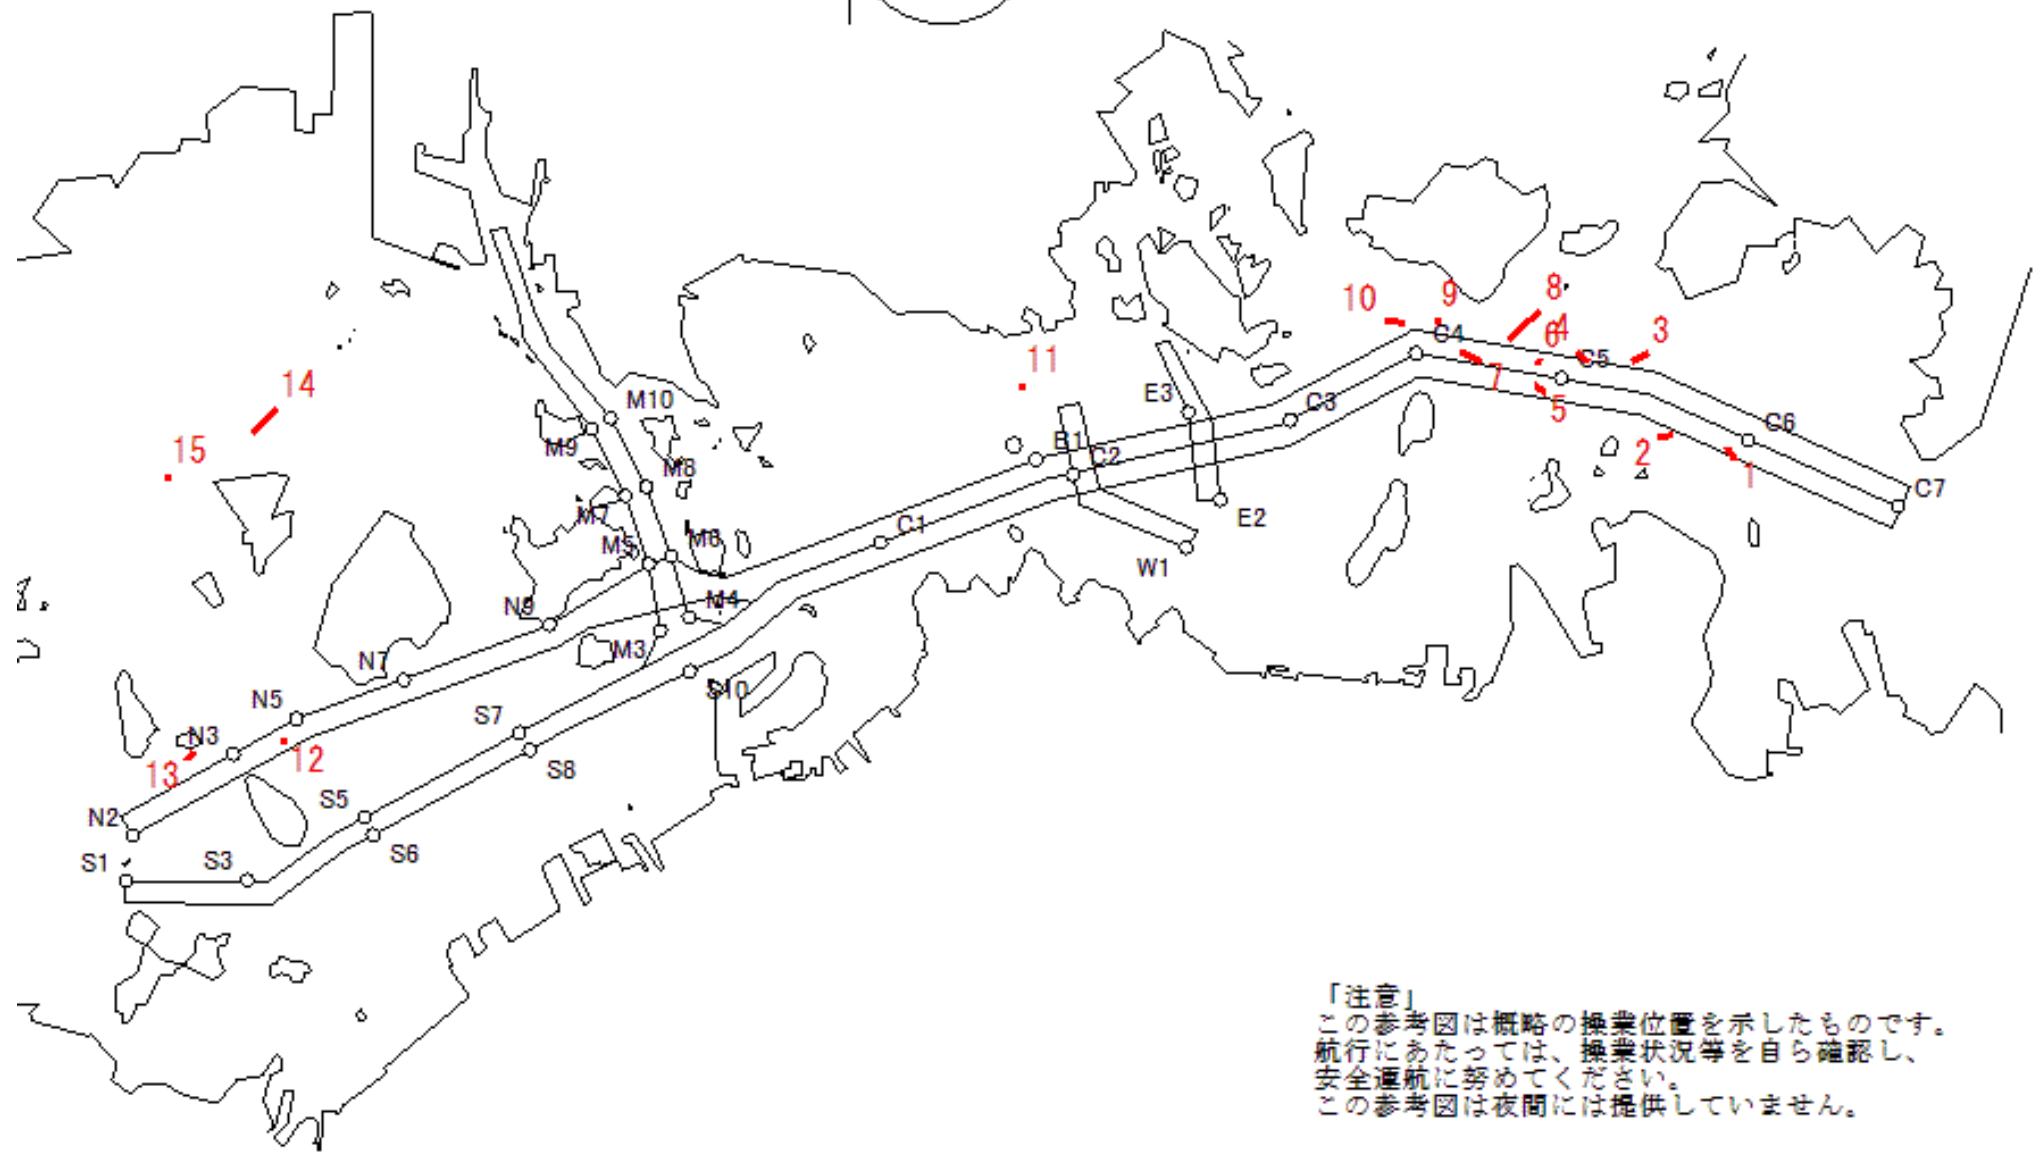 9
8
10
C4
6
4
C5
3
11
14
E3
M10
C3
5
C6
15
M9
B1
C2
2
1
M8
C7
M7
E2
C1
M5
M6
W1
N9
M4
M3
N7
S10
N5
S7
N3
12
13
S8
S5
N2
S6
S1
S3
「注意」
この参考図は概略の操業位置を示したものです。
航行にあたっては、操業状況等を自ら確認し、
安全運航に努めてください。
この参考図は夜間には提供していません。